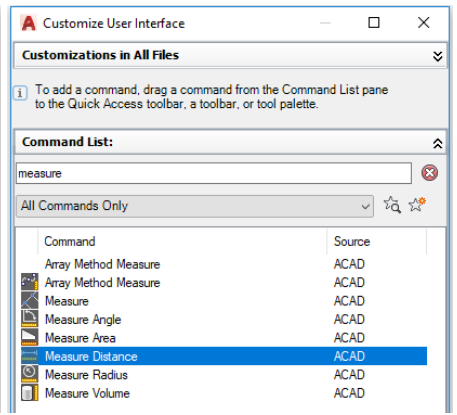 Customize User Interface
Customizations in All Files
To add a command, drag a command from the Command List pane
to the Quick Access toolbar, a toolbar, or tool palette.
Command List:
measure
All Commands Only
Command Source
Array Method Measure ACAD
Array Method Measure ACAD
Measure ACAD
Measure Angle ACAD
Measure Area ACAD
Measure Distance ACAD
Measure Radius ACAD
Measure Volume ACAD